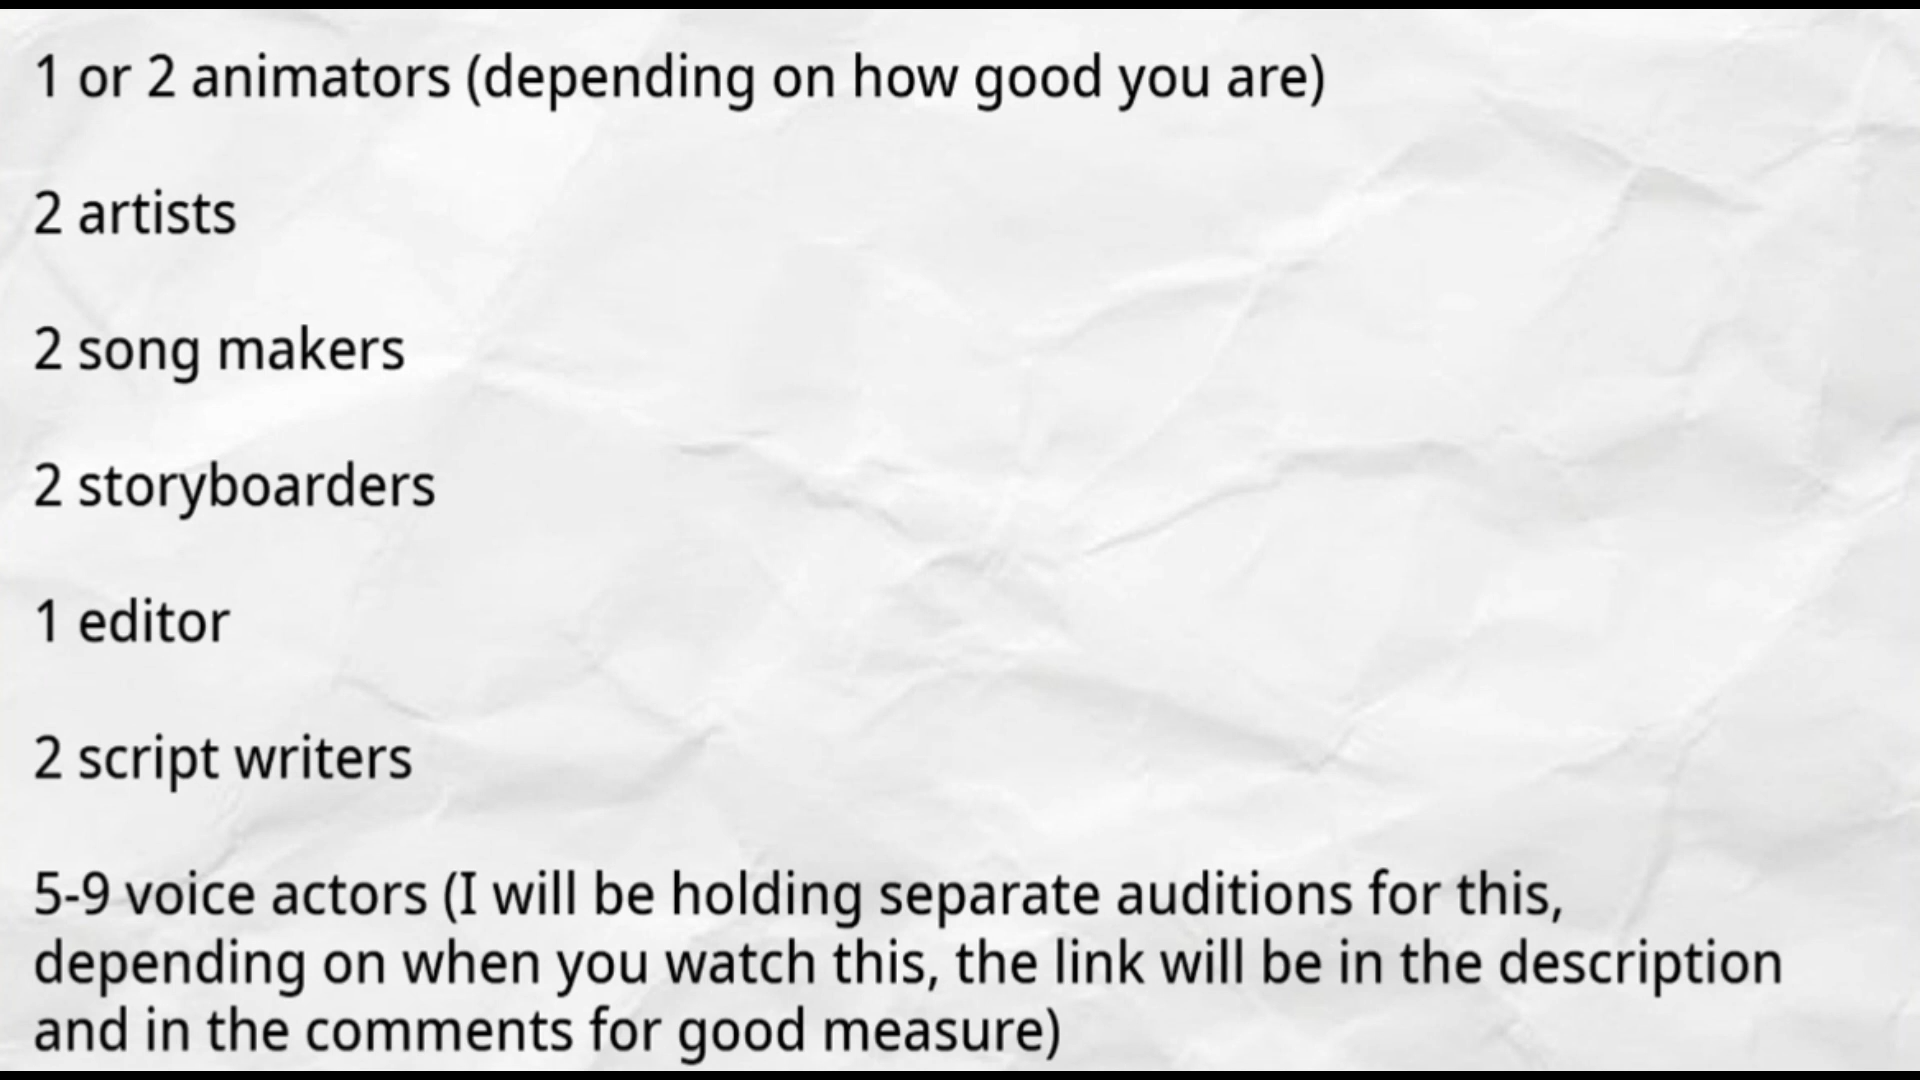 1 or 2 animators (depending on how good you are)
2 artists
2 song makers
2 storyboarders
1 editor
2 script writers
5-9 voice actors (I will be holding separate auditions for this,
depending on when you watch this, the link will be in the description
and in the comments for good measure)